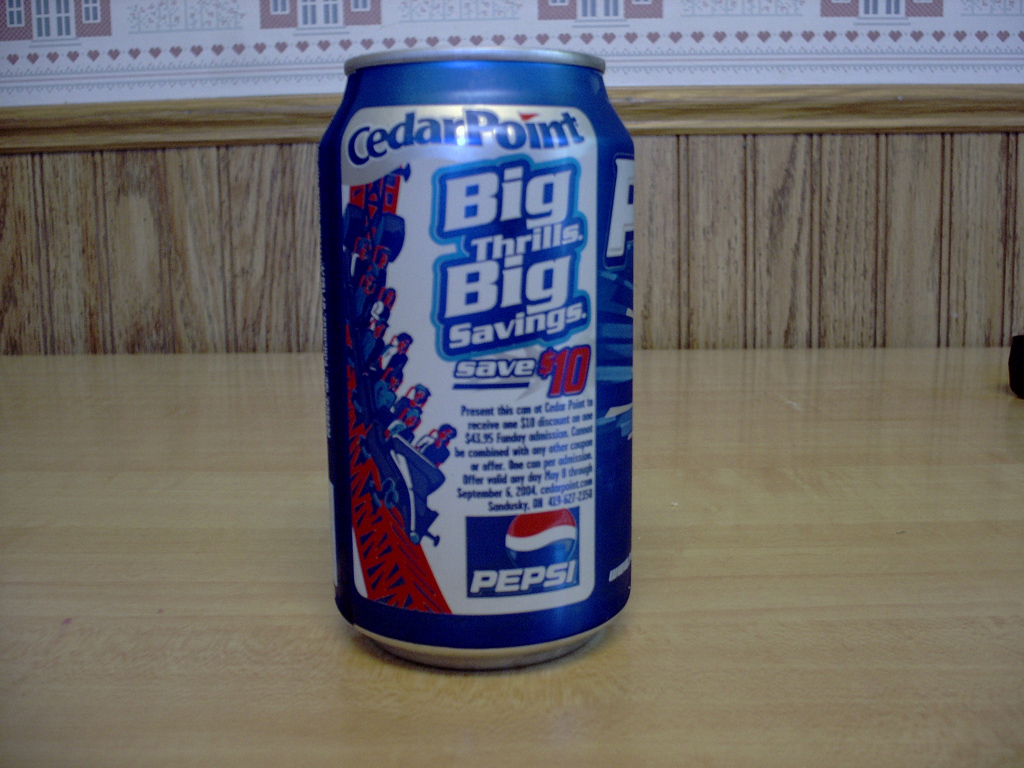 CedarPoint
Big
Thrills.
Big
Savings.
save $10
Present this can at Cedar Point to
receive one $10 discount on one
$43.95 Funday admission. Cannot
be combined with any other coupon
or offer. One can per admission.
Offer valid any day May 8 through
September 6, 2004. cedarpoint.com
Sandusky, OH 419-627-2350
PEPSI
P